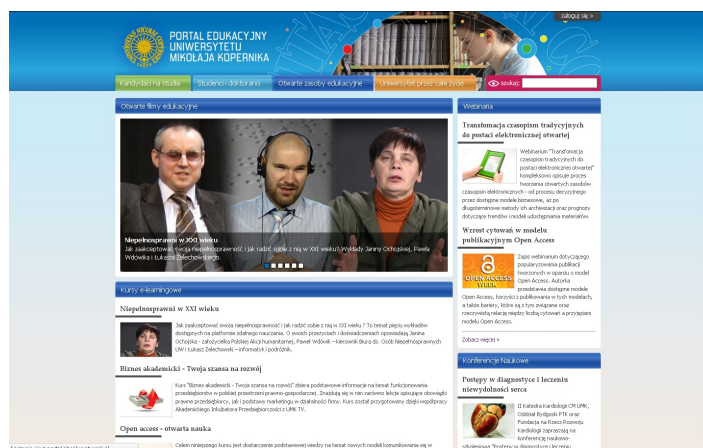 zaloguj się »
PORTAL EDUKACYJNY
UNIWERSYTETU
MIKOŁAJA KOPERNIKA
Kandydaci na studia
Studenci i doktoranci
Otwarte zasoby edukacyjne
Uniwersytet przez całe życie
szukaj:
Otwarte filmy edukacyjne
Niepełnosprawni w XXI wieku
Jak zaakceptować swoja niepełnosprawność i jak radzić sobie z nią w XXI wieku? Wykłady Janiny Ochojskiej, Pawła
Wdówika i Łukasza Żelechowskiego.
Kursy e-learningowe
Niepełnosprawni w XXI wieku
Jak zaakceptować swoja niepełnosprawność i jak radzić sobie z nią w XXI wieku ? To temat pięciu wykładów
dostępnych na platformie zdalnego nauczania. O swoich przeżyciach i doświadczeniach opowiadają Janina
Ochojska - założycielka Polskiej Akcji humanitarnej, Paweł Wdówik – kierownik Biura ds. Osób Niepełnosprawnych
UW i Łukasz Żelechowski – informatyk i podróżnik.
Biznes akademicki - Twoja szansa na rozwój
Kurs "Biznes akademicki - Twoja szansa na rozwój" zbiera podstawowe informacje na temat funkcjonowania
przedsiębiorstw w polskiej przestrzeni prawno-gospodarczej. Znajdują się w nim zarówno lekcje opisujące obowiązki
prawne przedsiębiorcy, jak i podstawy marketingu w działalności firmy. Kurs został przygotowany dzięki współpracy
Akademickiego Inkubatora Przedsiębiorczości z UMK TV.
Open access - otwarta nauka
Celem niniejszego kursu jest dostarczenie podstawowej wiedzy na temat nowych modeli komunikowania się w
Webinaria
Transfomacja czasopism tradycyjnych
do postaci elektronicznej otwartej
Webinarium "Transfomacja
czasopism tradycyjnych do
postaci elektronicznej otwartej"
kompleksowo opisuje proces
tworzenia otwartych zasobów
czasopism elektronicznych - od procesu decyzyjnego
przez dostępne modele biznesowe, aż po
długoterminowe metody ich archiwizacji oraz prognozy
dotyczące trendów i modeli udostępniania materiałów.
Wzrost cytowań w modelu
publikacyjnym Open Access
OPEN ACCESS
WEEK
Zapis webinarium dotyczącego
popularyzowania publikacji
tworzonych w oparciu o model
Open Access. Autorka
przedstawia dostępne modele
Open Access, korzyści z publikowania w tych modelach,
a także bariery, które są z tym związane oraz
rzeczywistą relację między liczbą cytowań a przyjęciem
modelu Open Access.
Zobacz więcej »
Konferencje Naukowe
Postępy w diagnostyce i leczeniu
niewydolności serca
II Katedra Kardiologii CM UMK,
Oddział Bydgoski PTK oraz
Fundacja na Rzecz Rozwoju
Kardiologii zapraszają na
konferencję naukowo-
szkoleniową "Postępy w diagnostyce i leczeniu